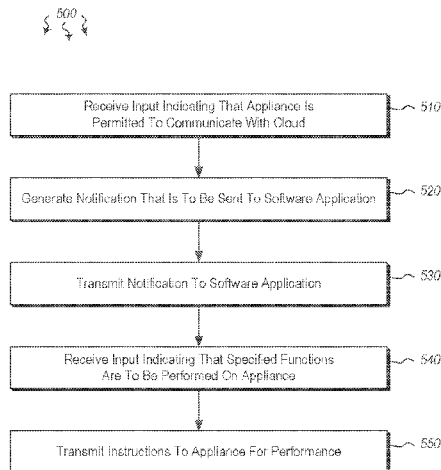 500
Receive Input Indicating That Appliance Is
Permitted To Communicate With Cloud
510
Generate Notification That Is To Be Sent To Software Application
520
Transmit Notification To Software Application
530
Receive Input Indicating That Specified Functions
Are To Be Performed On Appliance
540
Transmit Instructions To Appliance For Performance
550